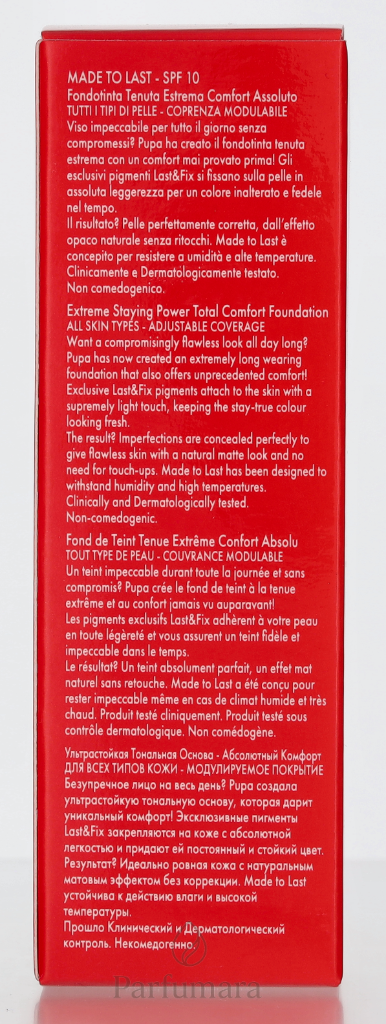 MADE TO LAST - SPF 10
Fondotinta Tenuta Estrema Comfort Assoluto
TUTTI I TIPI DI PELLE - COPRENZA MODULABILE
Viso impeccabile per tutto il giorno senza
compromessi? Pupa ha creato il fondotinta tenuta
estrema con un comfort mai provato prima! Gli
esclusivi pigmenti Last&Fix si fissano sulla pelle in
assoluta leggerezza per un colore inalterato e fedele
nel tempo.
Il risultato? Pelle perfettamente corretta, dall'effetto
opaco naturale senza ritocchi. Made to Last è
concepito per resistere a umidità e alte temperature.
Clinicamente e Dermatologicamente testato.
Non comedogenico.
Extreme Staying Power Total Comfort Foundation
ALL SKIN TYPES - ADJUSTABLE COVERAGE
Want a compromisingly flawless look all day long?
Pupa has now created an extremely long wearing
foundation that also offers unprecedented comfort!
Exclusive Last&Fix pigments attach to the skin with a
supremely light touch, keeping the stay-true colour
looking fresh.
The result? Imperfections are concealed perfectly to
give flawless skin with a natural matte look and no
need for touch-ups. Made to Last has been designed to
withstand humidity and high temperatures.
Clinically and Dermatologically tested.
Non-comedogenic.
Fond de Teint Tenue Extrême Confort Absolu
TOUT TYPE DE PEAU - COUVRANCE MODULABLE
Un teint impeccable durant toute la journée et sans
compromis? Pupa crée le fond de teint à la tenue
extrême et au confort jamais vu auparavant!
Les pigments exclusifs Last&Fix adhèrent à votre peau
en toute légèreté et vous assurent un teint fidèle et
impeccable dans le temps.
Le résultat? Un teint absolument parfait, un effet mat
naturel sans retouche. Made to Last a été conçu pour
rester impeccable même en cas de climat humide et très
chaud. Produit testé cliniquement. Produit testé sous
contrôle dermatologique. Non comédogène.
Ультрастойкая Тональная Основа - Абсолютный Комфорт
ДЛЯ ВСЕХ ТИПОВ КОЖИ - МОДУЛИРУЕМОЕ ПОКРЫТИЕ
Безупречное лицо на весь день? Pupa создала
ультрастойкую тональную основу, которая дарит
уникальный комфорт! Эксклюзивные пигменты
Last&Fix закрепляются на коже с абсолютной
легкостью и придают ей постоянный и стойкий цвет.
Результат? Идеально ровная кожа с натуральным
матовым эффектом без коррекции. Made to Last
устойчива к действию влаги и высокой
температуры.
Прошло Клинический и Дерматологический
контроль. Некомедогенно.
Parfumara